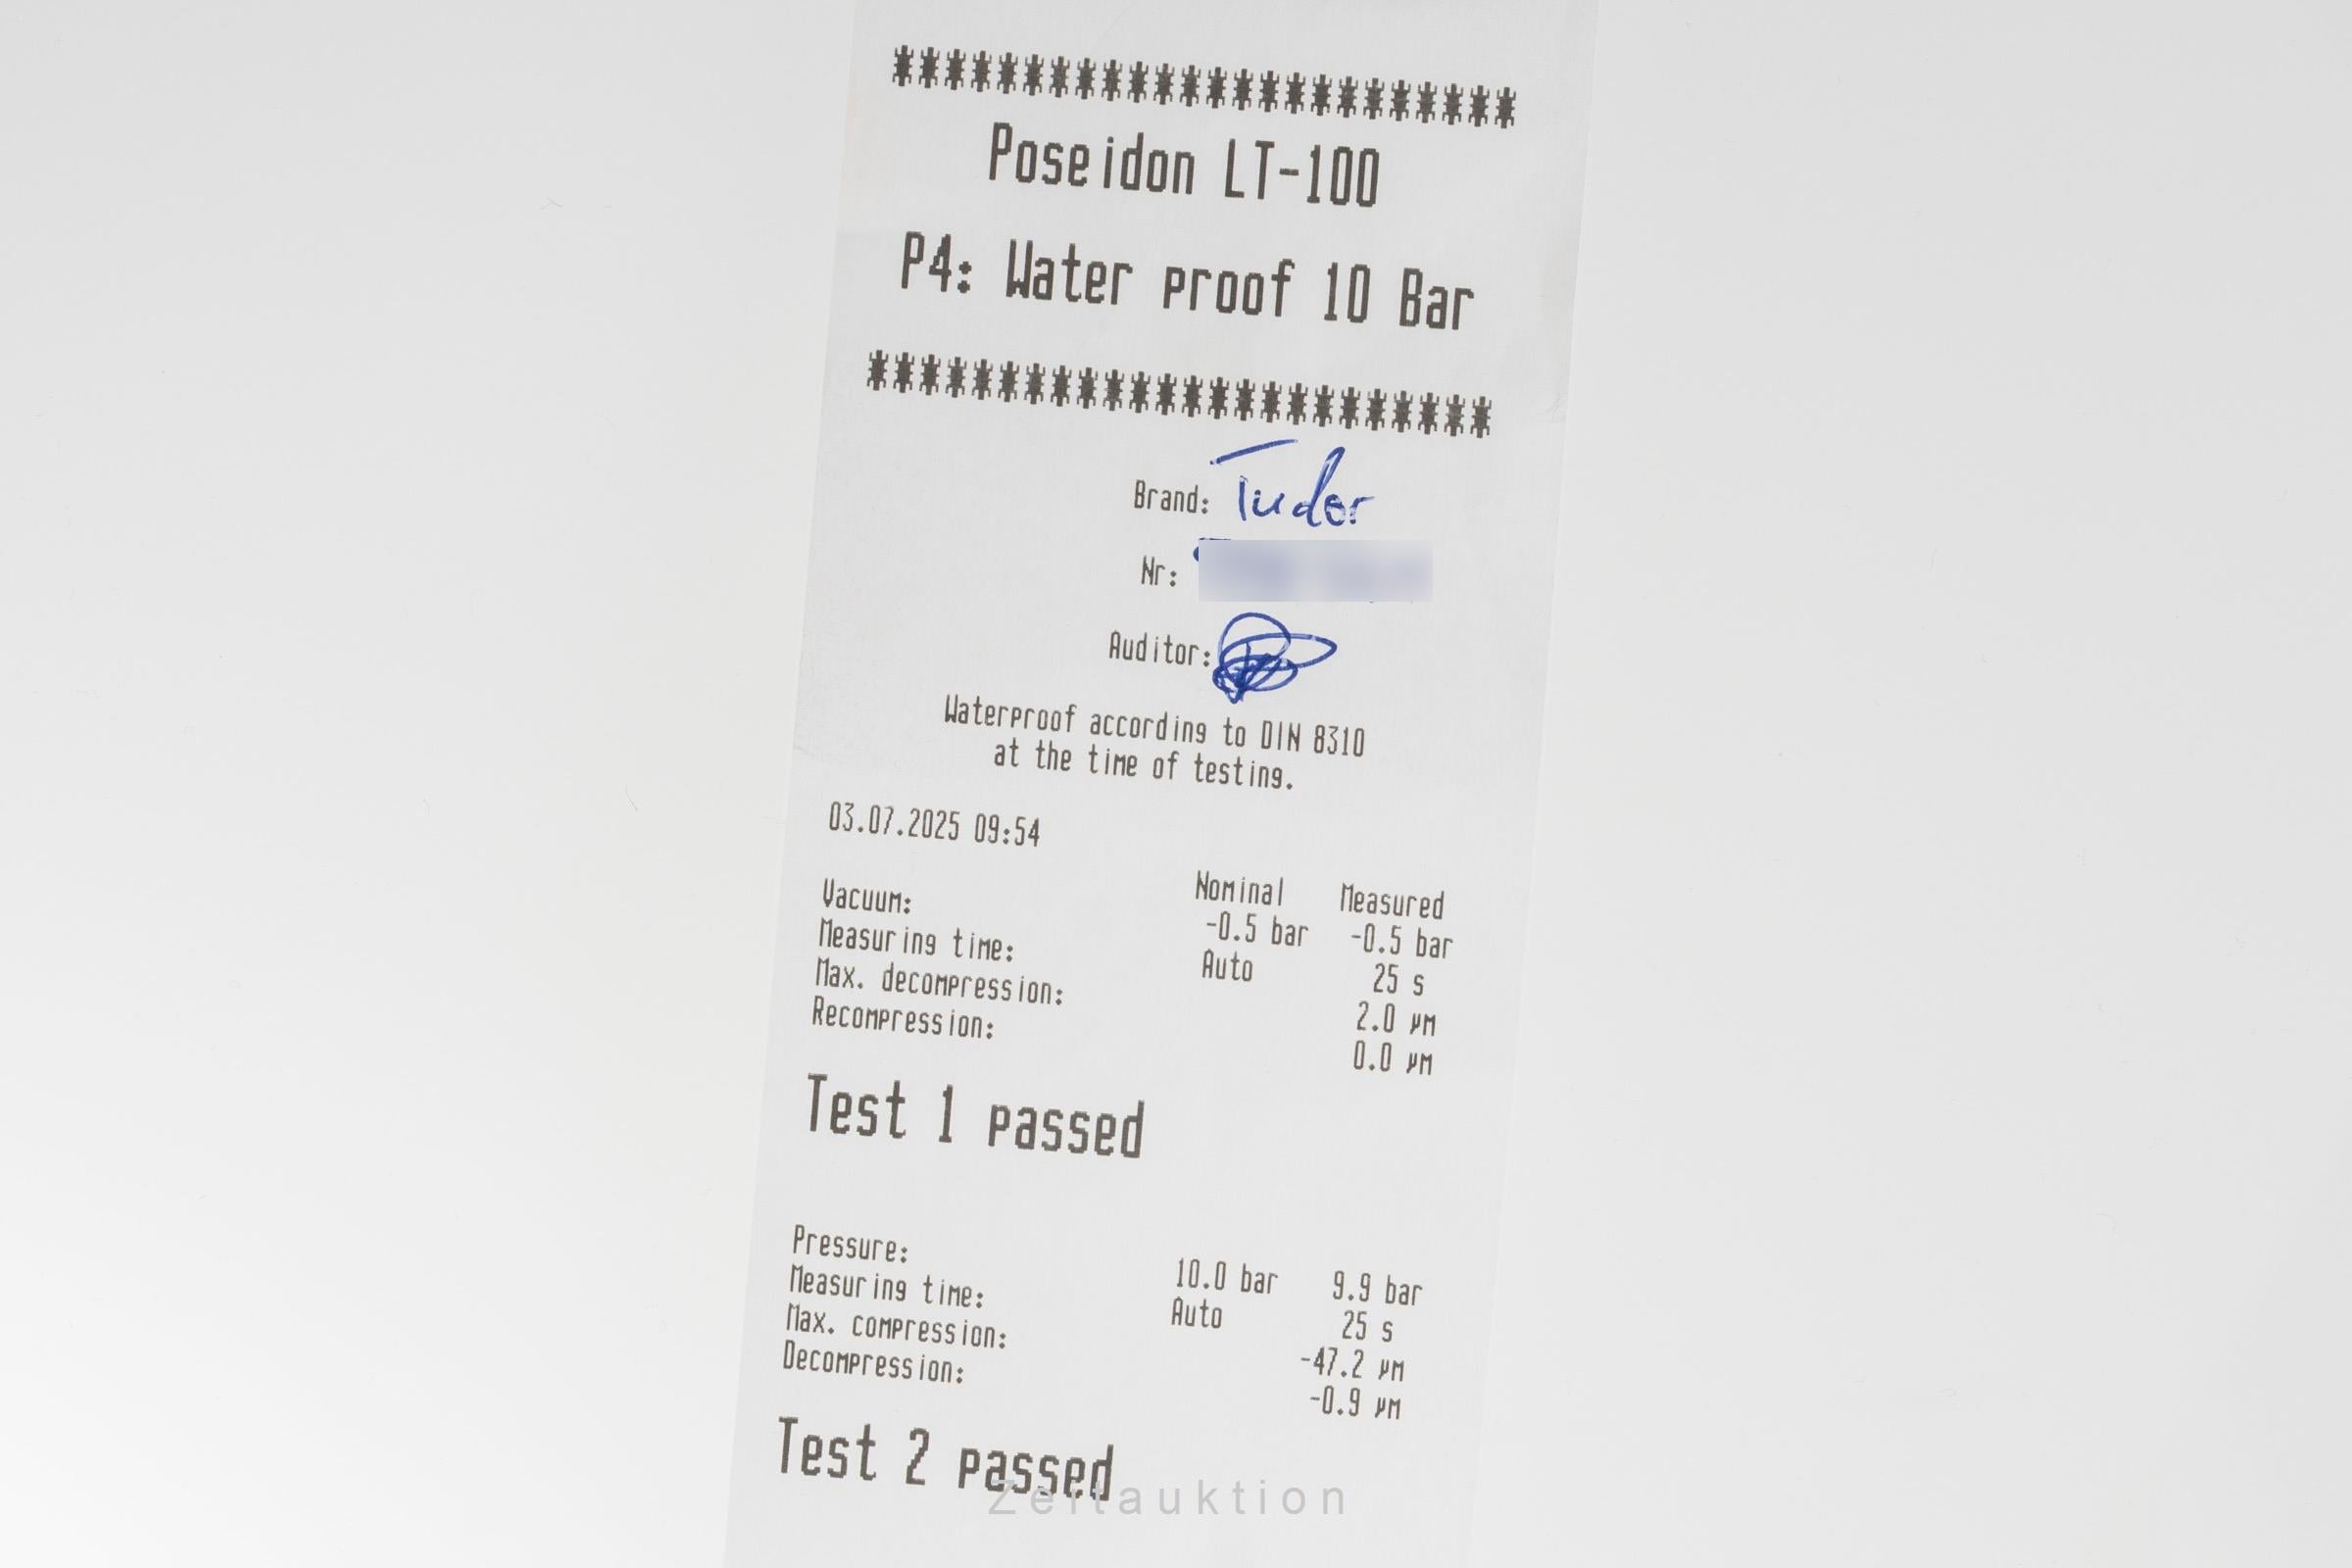 ************************
Poseidon LT-100
P4: Water proof 10 Bar
************************
Brand: Tudor
Nr:
Auditor:
Waterproof according to DIN 8310
at the time of testing.
03.07.2025 09:54
Nominal Measured
Vacuum: -0.5 bar -0.5 bar
Measuring time: Auto 25 s
Max. decompression: 2.0 µm
Recompression: 0.0 µm
Test 1 passed
Pressure: 10.0 bar 9.9 bar
Measuring time: Auto 25 s
Max. compression: -47.2 µm
Decompression: -0.9 µm
Test 2 passed
Zeitauktion